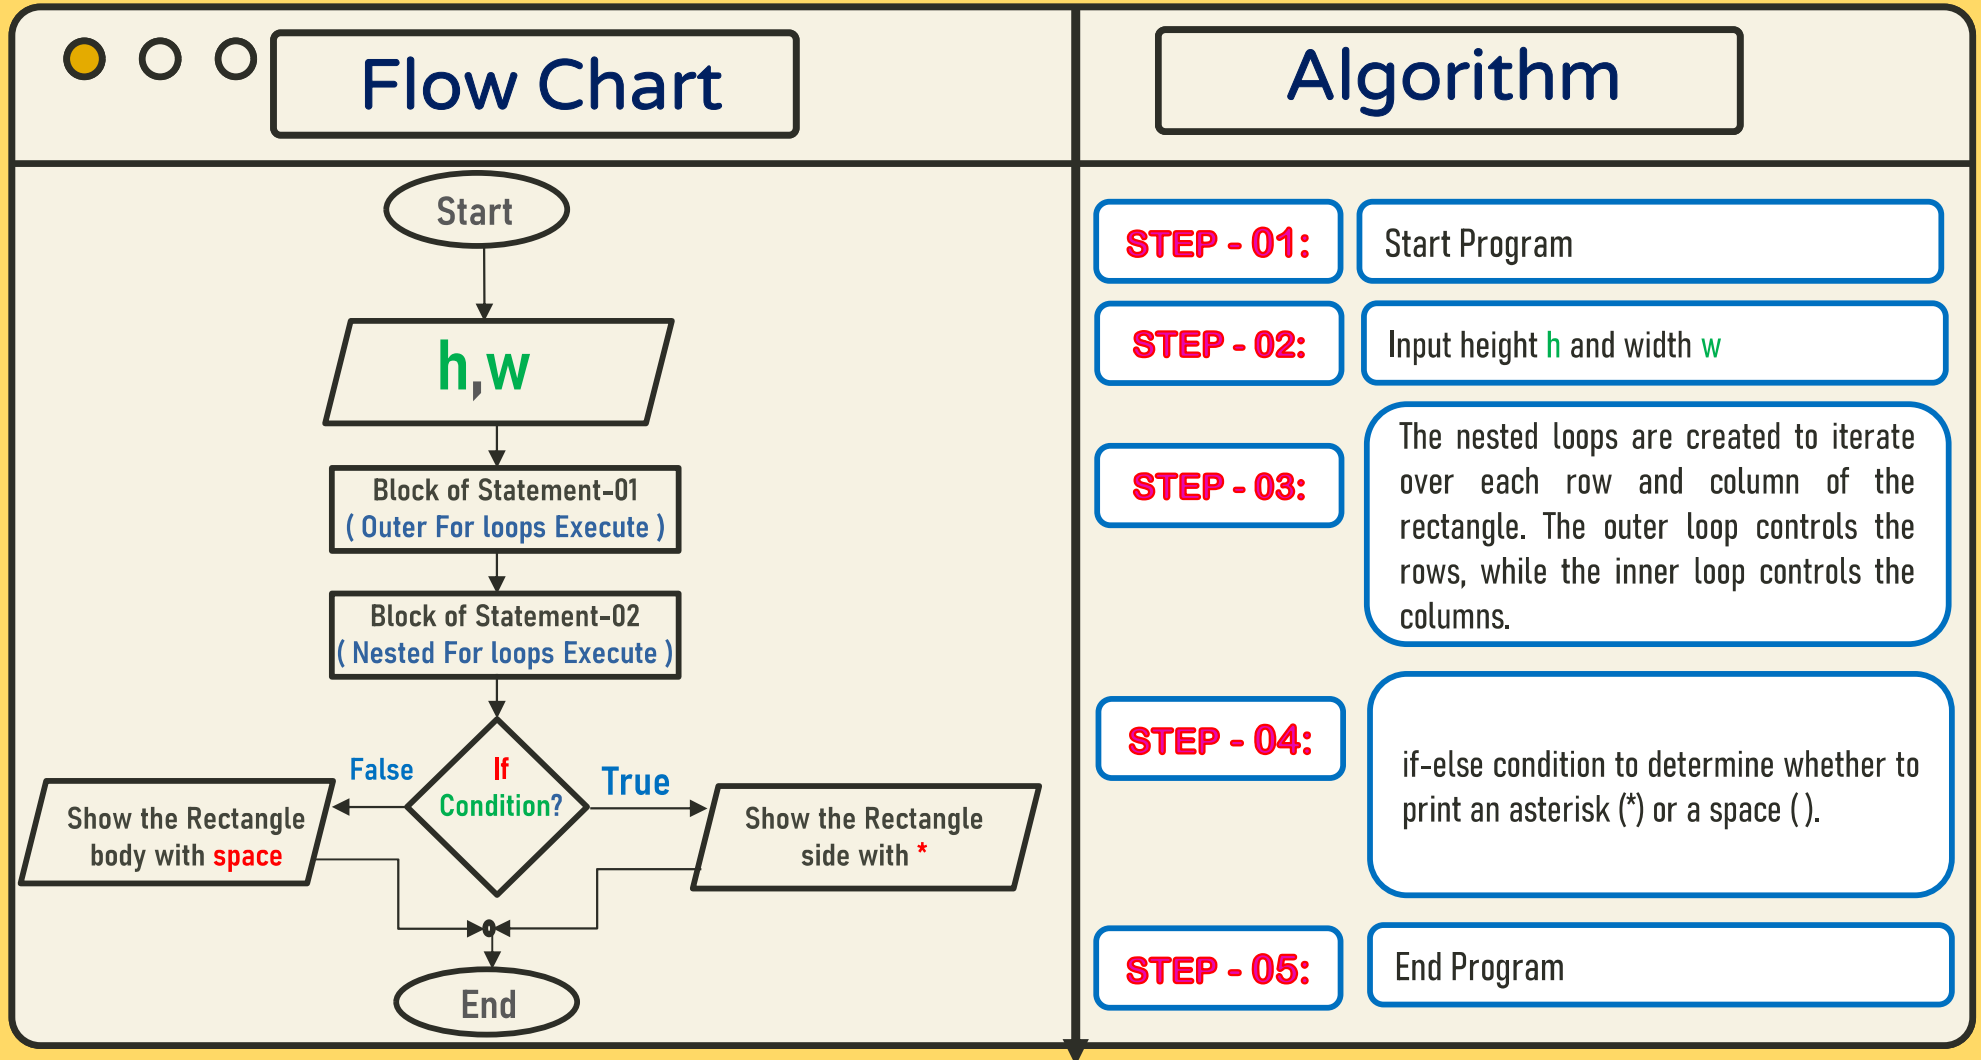 Flow Chart
Start
h,w
Block of Statement-01
( Outer For loops Execute )
Block of Statement-02
( Nested For loops Execute )
If
Condition?
False
True
Show the Rectangle
body with space
Show the Rectangle
side with *
End
Algorithm
STEP - 01:
Start Program
STEP - 02:
Input height h and width w
STEP - 03:
The nested loops are created to iterate
over each row and column of the
rectangle. The outer loop controls the
rows, while the inner loop controls the
columns.
STEP - 04:
if-else condition to determine whether to
print an asterisk (*) or a space ( ).
STEP - 05:
End Program